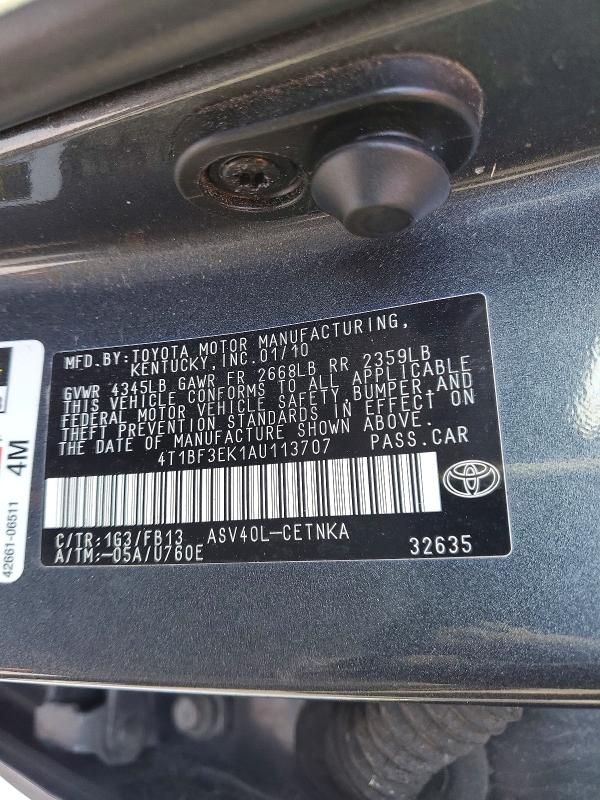 MFD.BY:TOYOTA MOTOR MANUFACTURING,
KENTUCKY, INC.01/10
GVWR 4345LB GAWR FR 2668LB RR 2359LB
THIS VEHICLE CONFORMS TO ALL APPLICABLE
FEDERAL MOTOR VEHICLE SAFETY,BUMPER,AND
THEFT PREVENTION STANDARDS IN EFFECT ON
THE DATE OF MANUFACTURE SHOWN ABOVE.
4T1BF3EK1AU113707 PASS.CAR
C/TR:1G3/FB13 ASV40L-CETNKA
A/TM:-05A/U760E 32635
4M
42661-06511